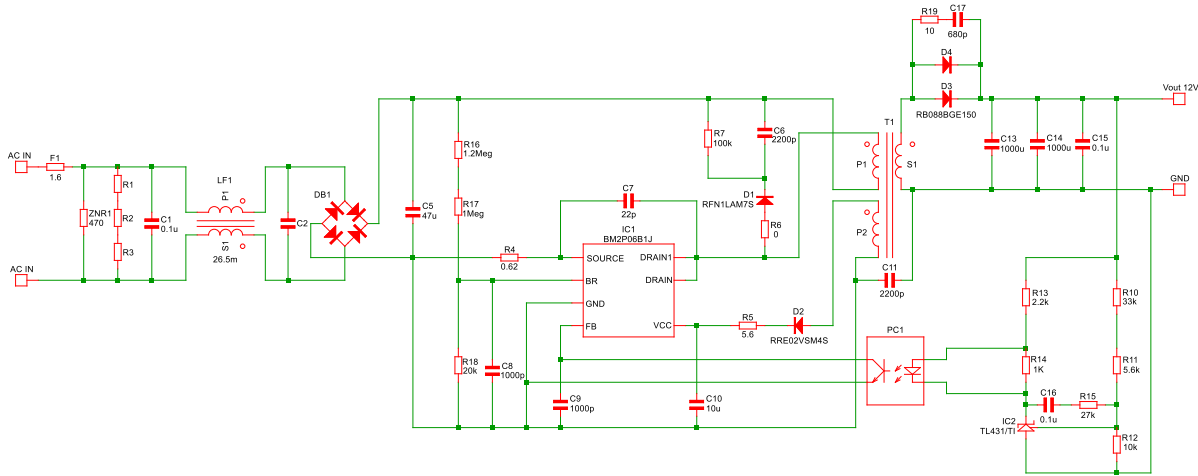 R19
10
C17
680p
D4
D3
RB088BGE150
Vout 12V
T1
R7
100k
C6
2200p
R16
1.2Meg
C13
1000u
C14
1000u
C15
0.1u
AC IN
F1
1.6
P1
S1
GND
LF1
P1
DB1
R1
R2
R3
ZNR1
470
C1
0.1u
C2
S1
26.5m
C5
47u
R17
1Meg
C7
22p
D1
RFN1LAM7S
R6
0
P2
IC1
BM2P06B1J
R4
0.62
SOURCE
DRAIN1
BR
DRAIN
GND
FB
VCC
AC IN
C11
2200p
R13
2.2k
R10
33k
R5
5.6
D2
RRE02VSM4S
PC1
R18
20k
C8
1000p
R14
1K
R11
5.6k
C9
1000p
C10
10u
C16
0.1u
R15
27k
IC2
TL431/TI
R12
10k